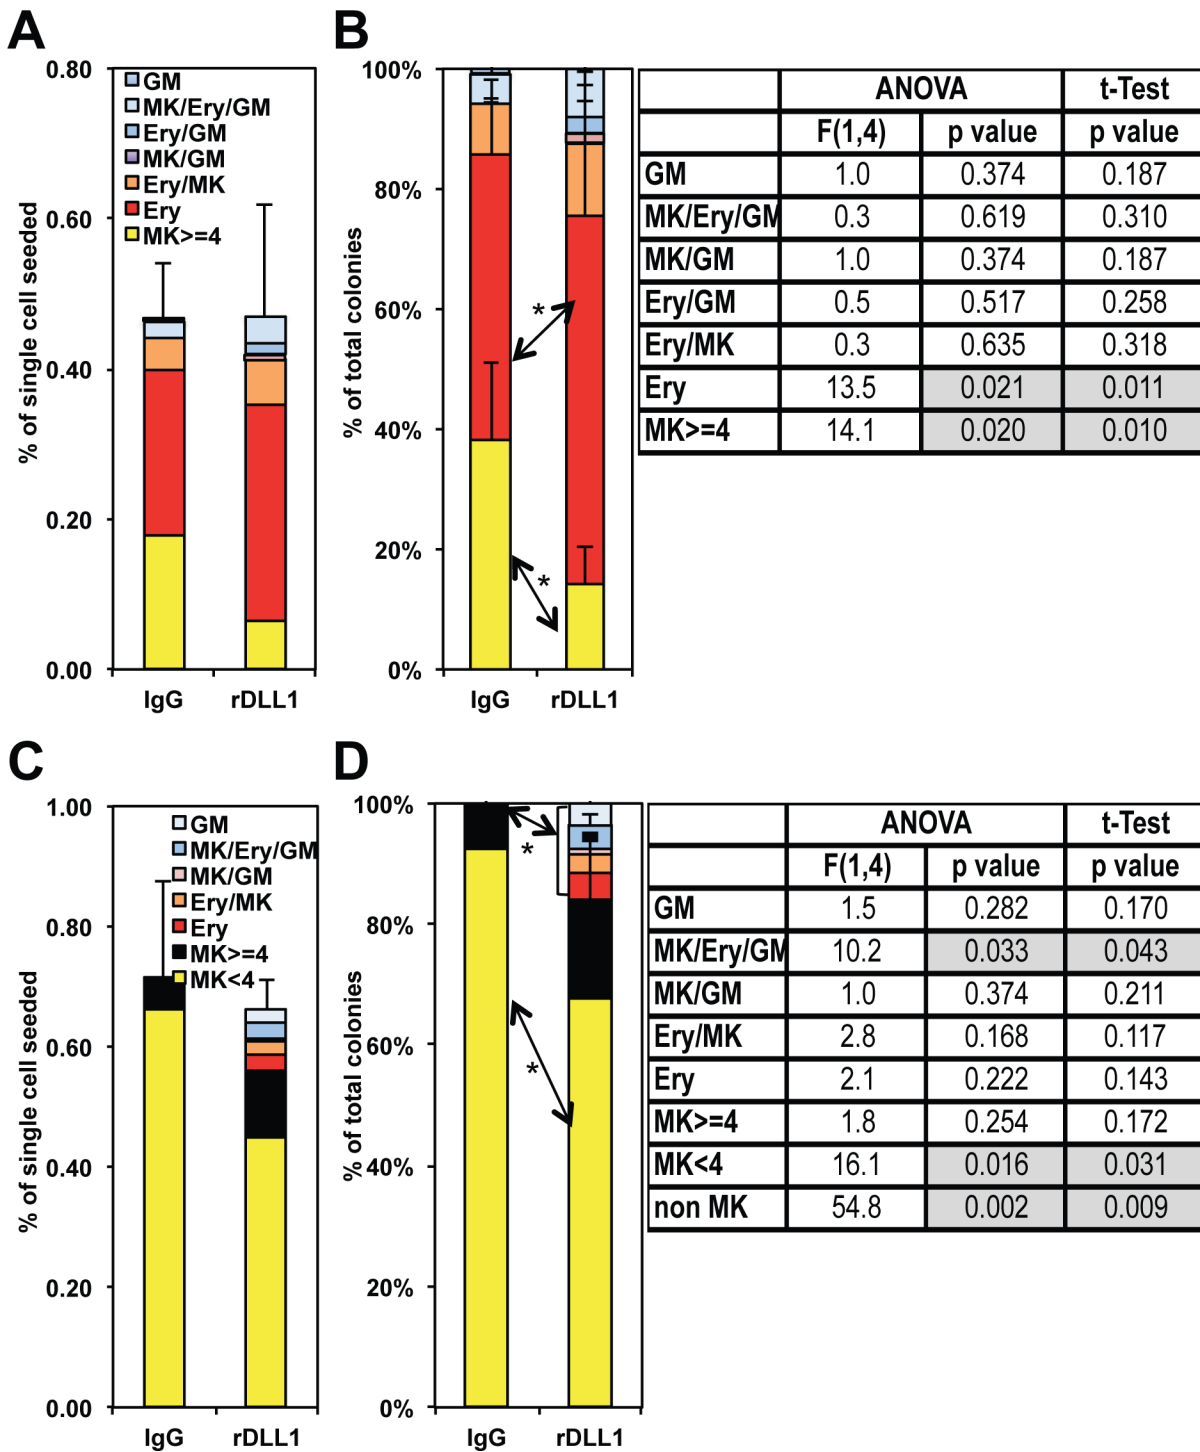 A
% of single cell seeded
0.80
0.60
0.40
0.20
0.00
GM
MK/Ery/GM
Ery/GM
MK/GM
Ery/MK
Ery
MK>=4
IgG rDLL1
B
% of total colonies
100%
80%
60%
40%
20%
0%
*
*
IgG rDLL1
ANOVA t-Test
F(1,4) p value p value
GM 1.0 0.374 0.187
MK/Ery/GM 0.3 0.619 0.310
MK/GM 1.0 0.374 0.187
Ery/GM 0.5 0.517 0.258
Ery/MK 0.3 0.635 0.318
Ery 13.5 0.021 0.011
MK>=4 14.1 0.020 0.010
C
% of single cell seeded
1.00
0.80
0.60
0.40
0.20
0.00
GM
MK/Ery/GM
MK/GM
Ery/MK
Ery
MK>=4
MK<4
IgG rDLL1
D
% of total colonies
100%
80%
60%
40%
20%
0%
*
*
IgG rDLL1
ANOVA t-Test
F(1,4) p value p value
GM 1.5 0.282 0.170
MK/Ery/GM 10.2 0.033 0.043
MK/GM 1.0 0.374 0.211
Ery/MK 2.8 0.168 0.117
Ery 2.1 0.222 0.143
MK>=4 1.8 0.254 0.172
MK<4 16.1 0.016 0.031
non MK 54.8 0.002 0.009